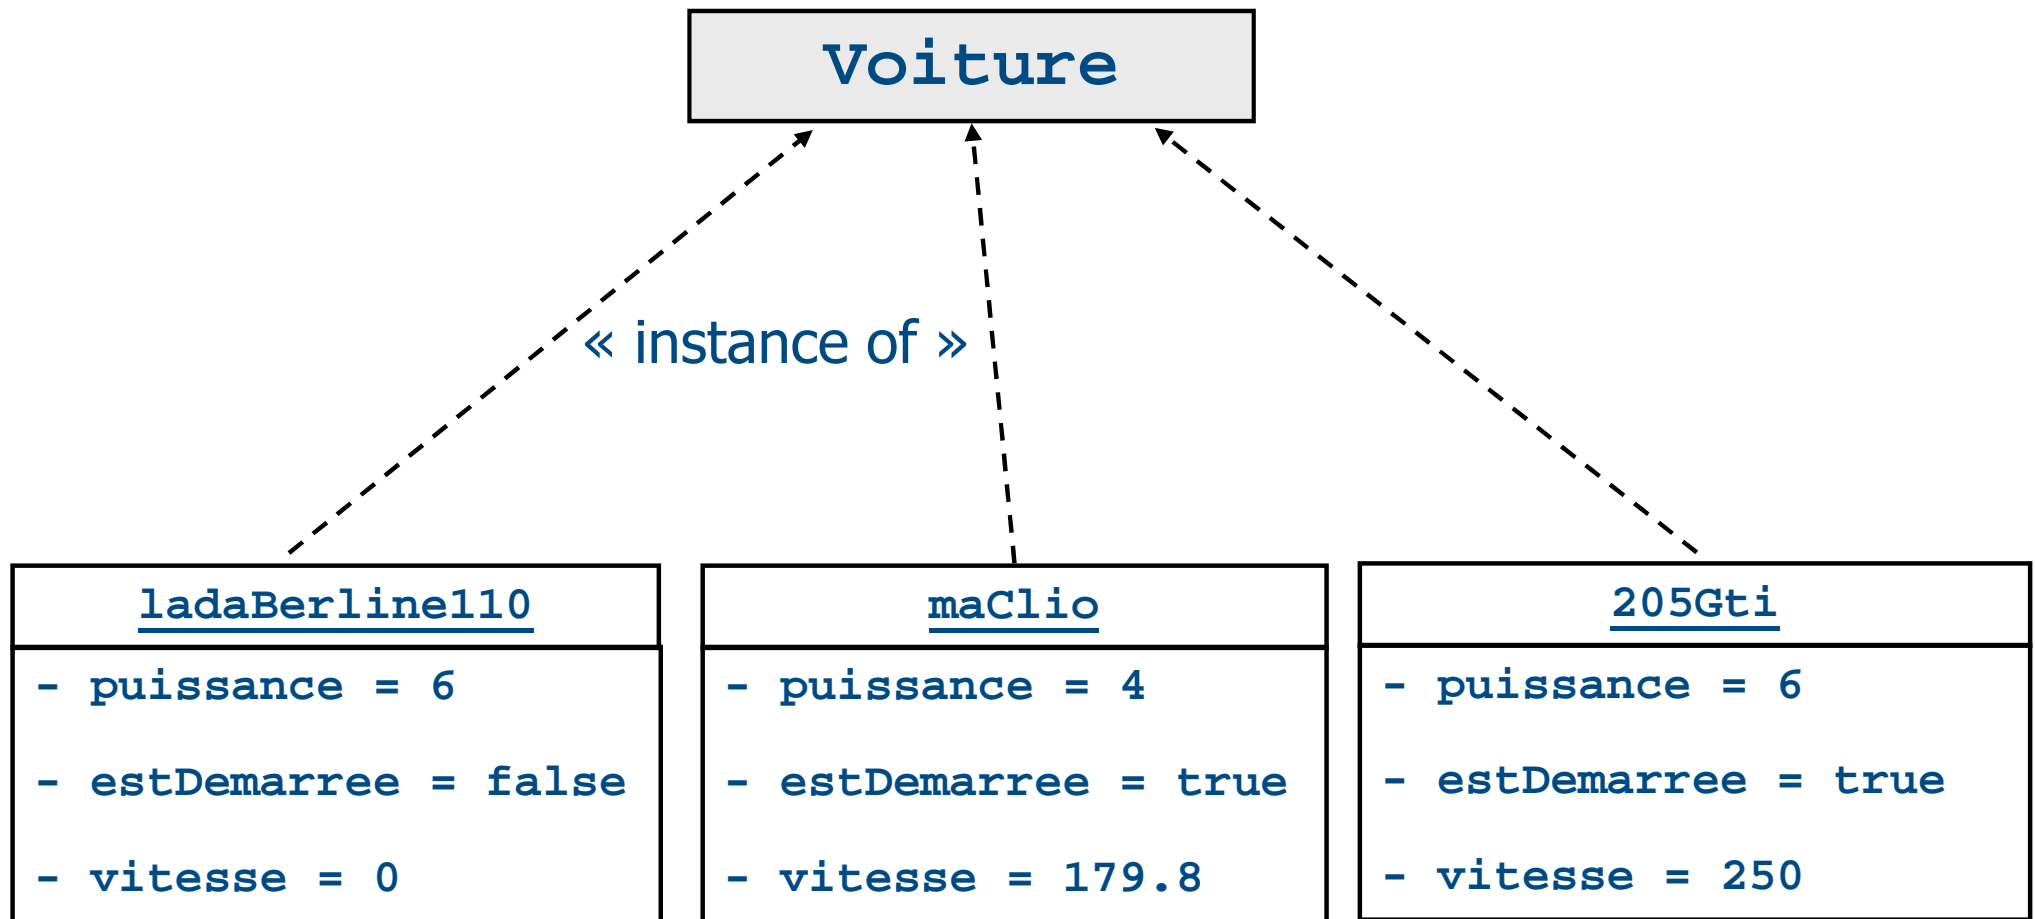 Voiture
« instance of »
ladaBerline110
- puissance = 6
- estDemarree = false
- vitesse = 0
maClio
- puissance = 4
- estDemarree = true
- vitesse = 179.8
205Gti
- puissance = 6
- estDemarree = true
- vitesse = 250